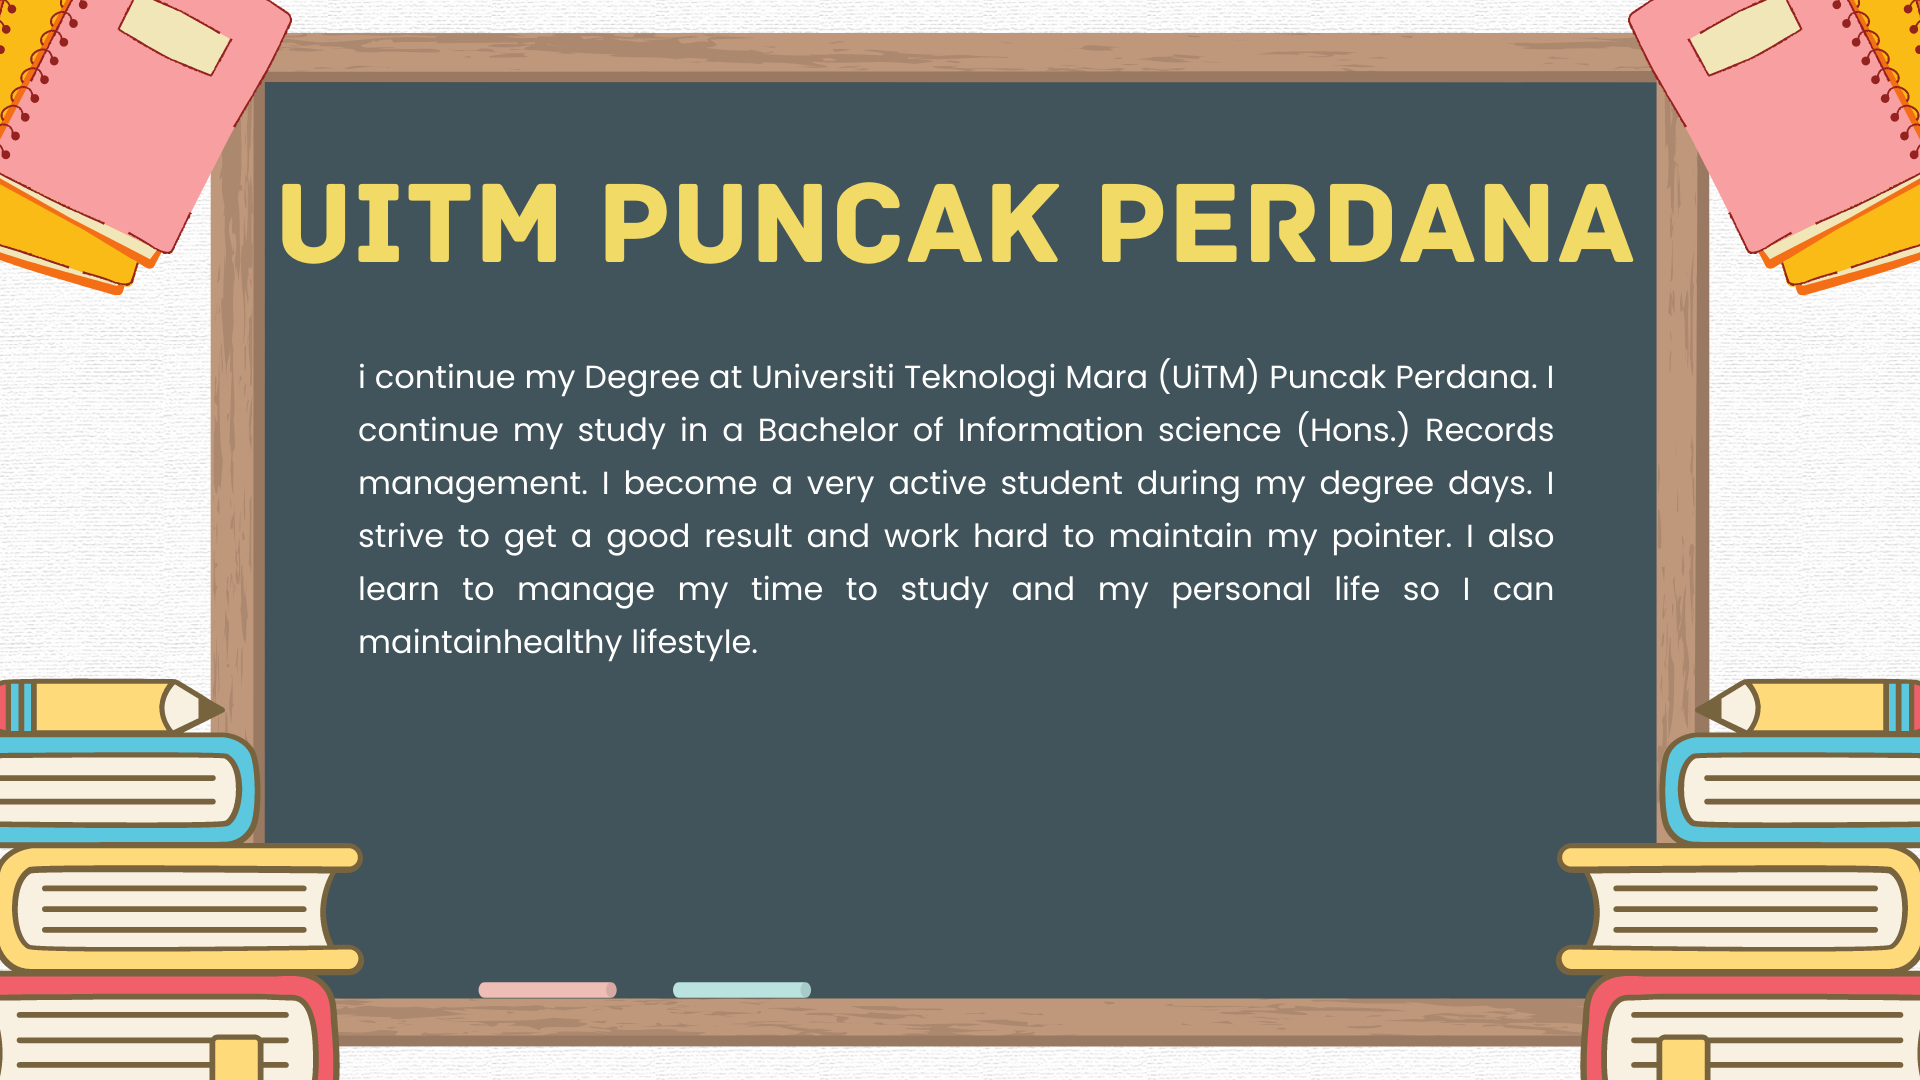 UITM PUNCAK PERDANA
i continue my Degree at Universiti Teknologi Mara (UiTM) Puncak Perdana. I
continue my study in a Bachelor of Information science (Hons.) Records
management. I become a very active student during my degree days. I
strive to get a good result and work hard to maintain my pointer. I also
learn to manage my time to study and my personal life so I can
maintainhealthy lifestyle.